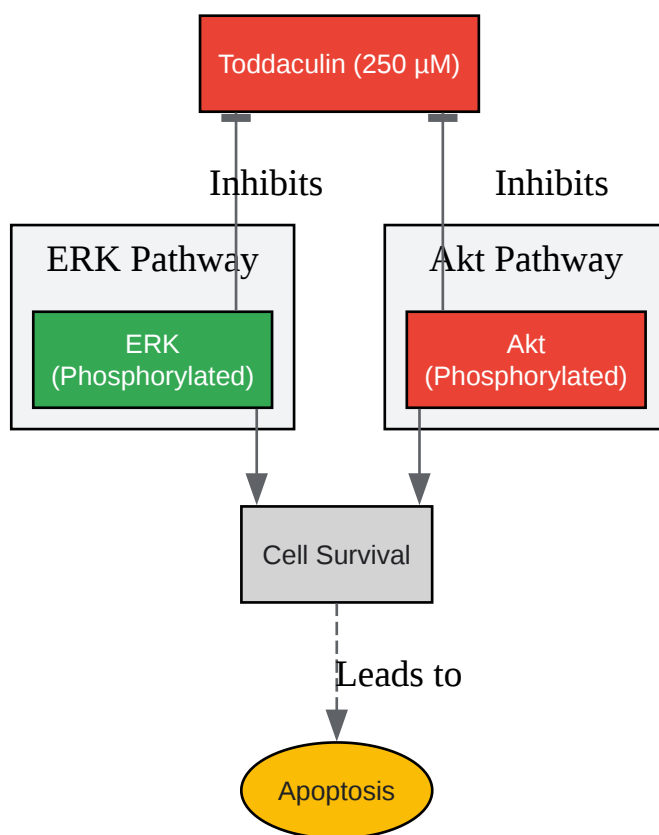 Toddaculin (250 µM)
Inhibits
Inhibits
ERK Pathway
Akt Pathway
ERK
(Phosphorylated)
Akt
(Phosphorylated)
Cell Survival
Leads to
Apoptosis